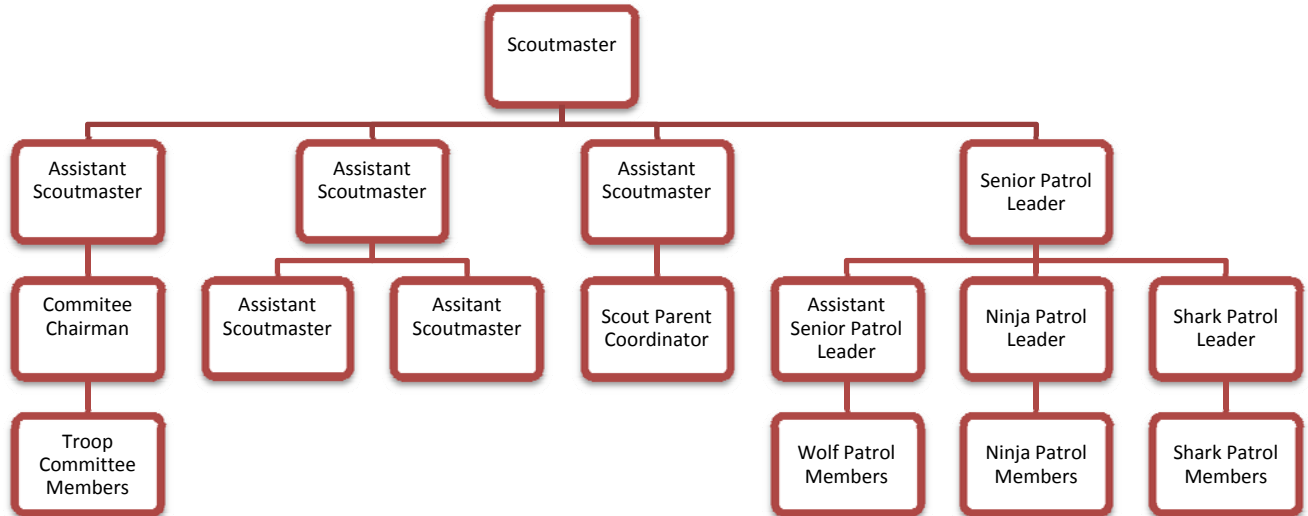 Scoutmaster
Assistant
Scoutmaster
Assistant
Scoutmaster
Assistant
Scoutmaster
Senior Patrol
Leader
Commitee
Chairman
Assistant
Scoutmaster
Assitant
Scoutmaster
Scout Parent
Coordinator
Assistant
Senior Patrol
Leader
Ninja Patrol
Leader
Shark Patrol
Leader
Troop
Committee
Members
Wolf Patrol
Members
Ninja Patrol
Members
Shark Patrol
Members